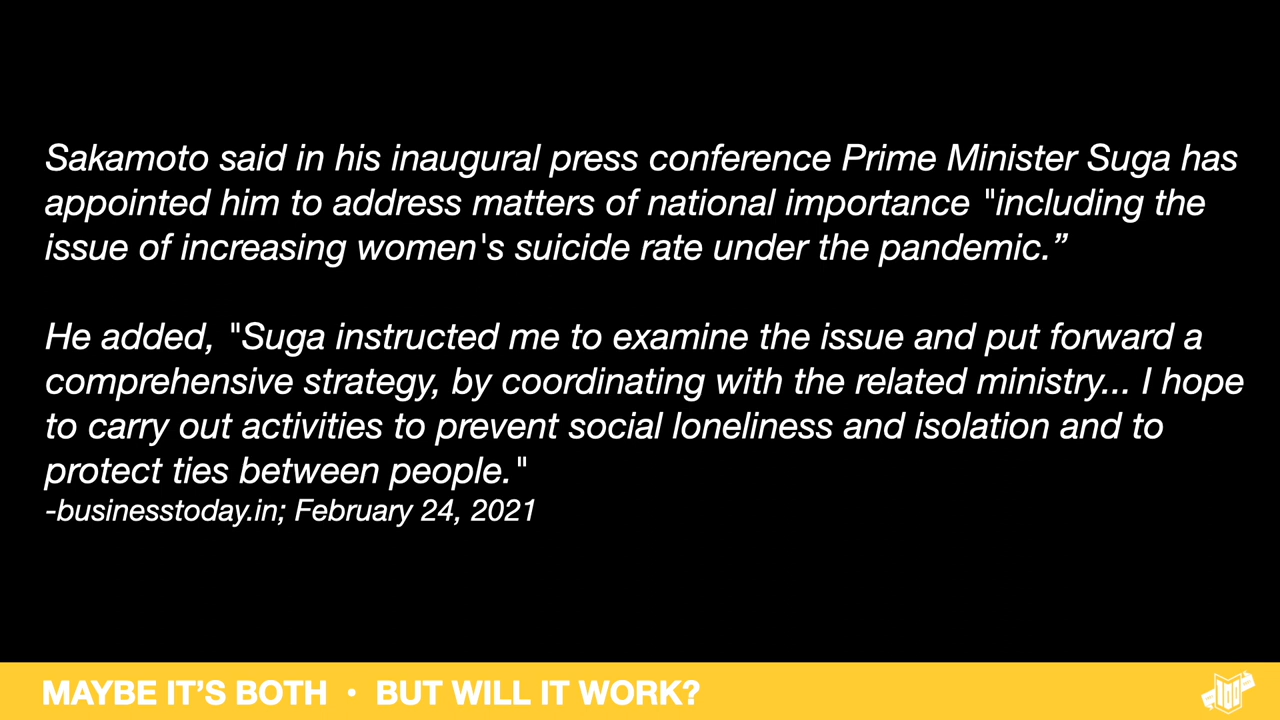 Sakamoto said in his inaugural press conference Prime Minister Suga has
appointed him to address matters of national importance "including the
issue of increasing women's suicide rate under the pandemic.”
He added, "Suga instructed me to examine the issue and put forward a
comprehensive strategy, by coordinating with the related ministry... I hope
to carry out activities to prevent social loneliness and isolation and to
protect ties between people."
-businesstoday.in; February 24, 2021
MAYBE IT’S BOTH • BUT WILL IT WORK?
100